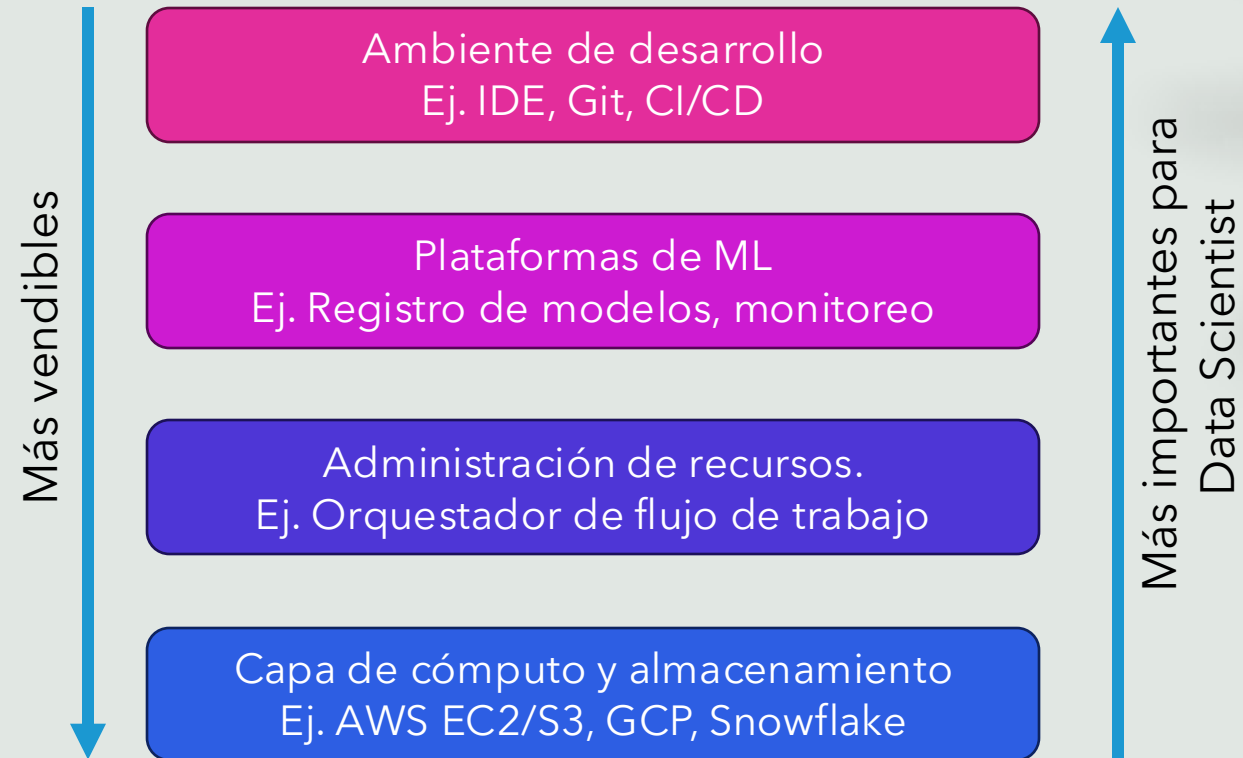 Más vendibles
Ambiente de desarrollo
Ej. IDE, Git, CI/CD
Plataformas de ML
Ej. Registro de modelos, monitoreo
Administración de recursos.
Ej. Orquestador de flujo de trabajo
Capa de cómputo y almacenamiento
Ej. AWS EC2/S3, GCP, Snowflake
Más importantes para
Data Scientist